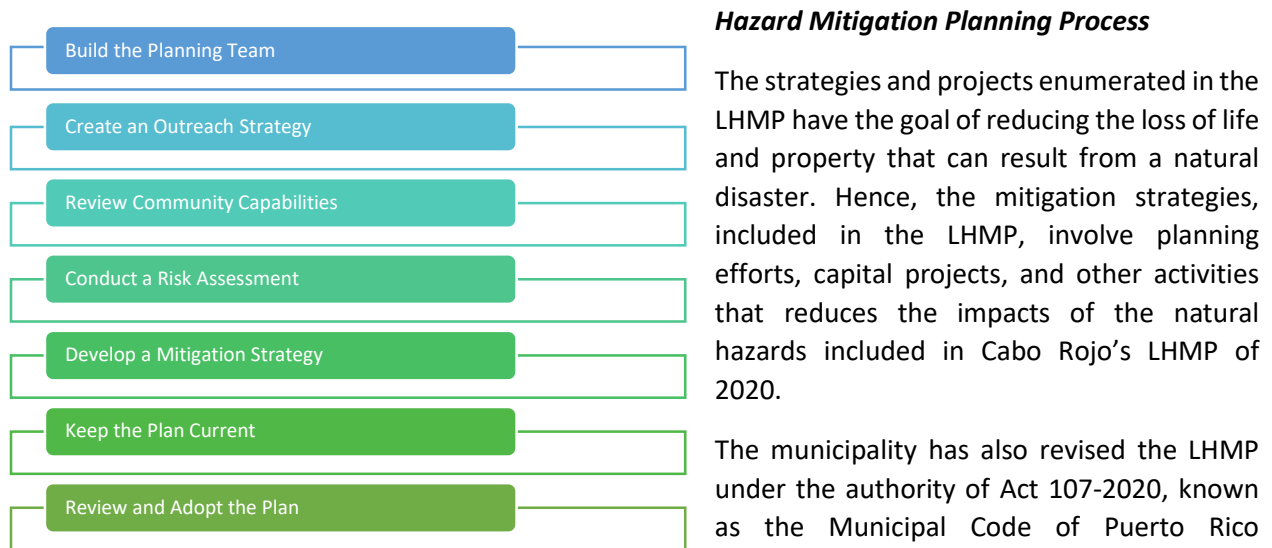 Build the Planning Team
Create an Outreach Strategy
Review Community Capabilities
Conduct a Risk Assessment
Develop a Mitigation Strategy
Keep the Plan Current
Review and Adopt the Plan
Hazard Mitigation Planning Process
The strategies and projects enumerated in the
LHMP have the goal of reducing the loss of life
and property that can result from a natural
disaster. Hence, the mitigation strategies,
included in the LHMP, involve planning
efforts, capital projects, and other activities
that reduces the impacts of the natural
hazards included in Cabo Rojo’s LHMP of
2020.
The municipality has also revised the LHMP
under the authority of Act 107-2020, known
as the Municipal Code of Puerto Rico